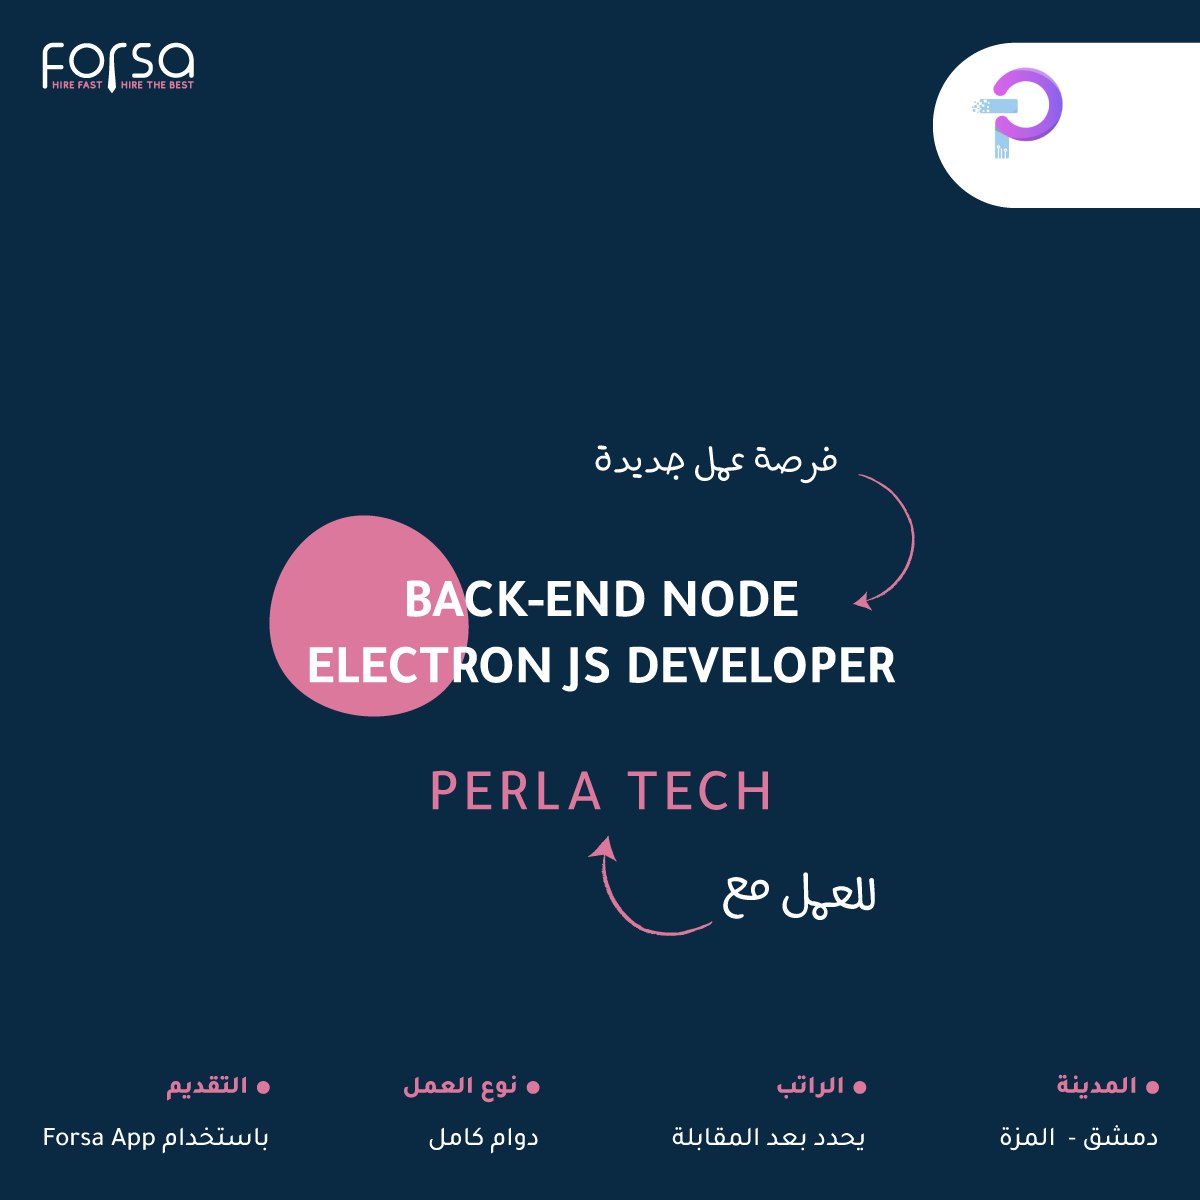 Forsa
HIRE FAST HIRE THE BEST
فرصة عمل جديدة
BACK-END NODE
ELECTRON JS DEVELOPER
PERLA TECH
للعمل مع
المدينة
دمشق - المزة
الراتب
يحدد بعد المقابلة
نوع العمل
دوام كامل
التقديم
باستخدام Forsa App